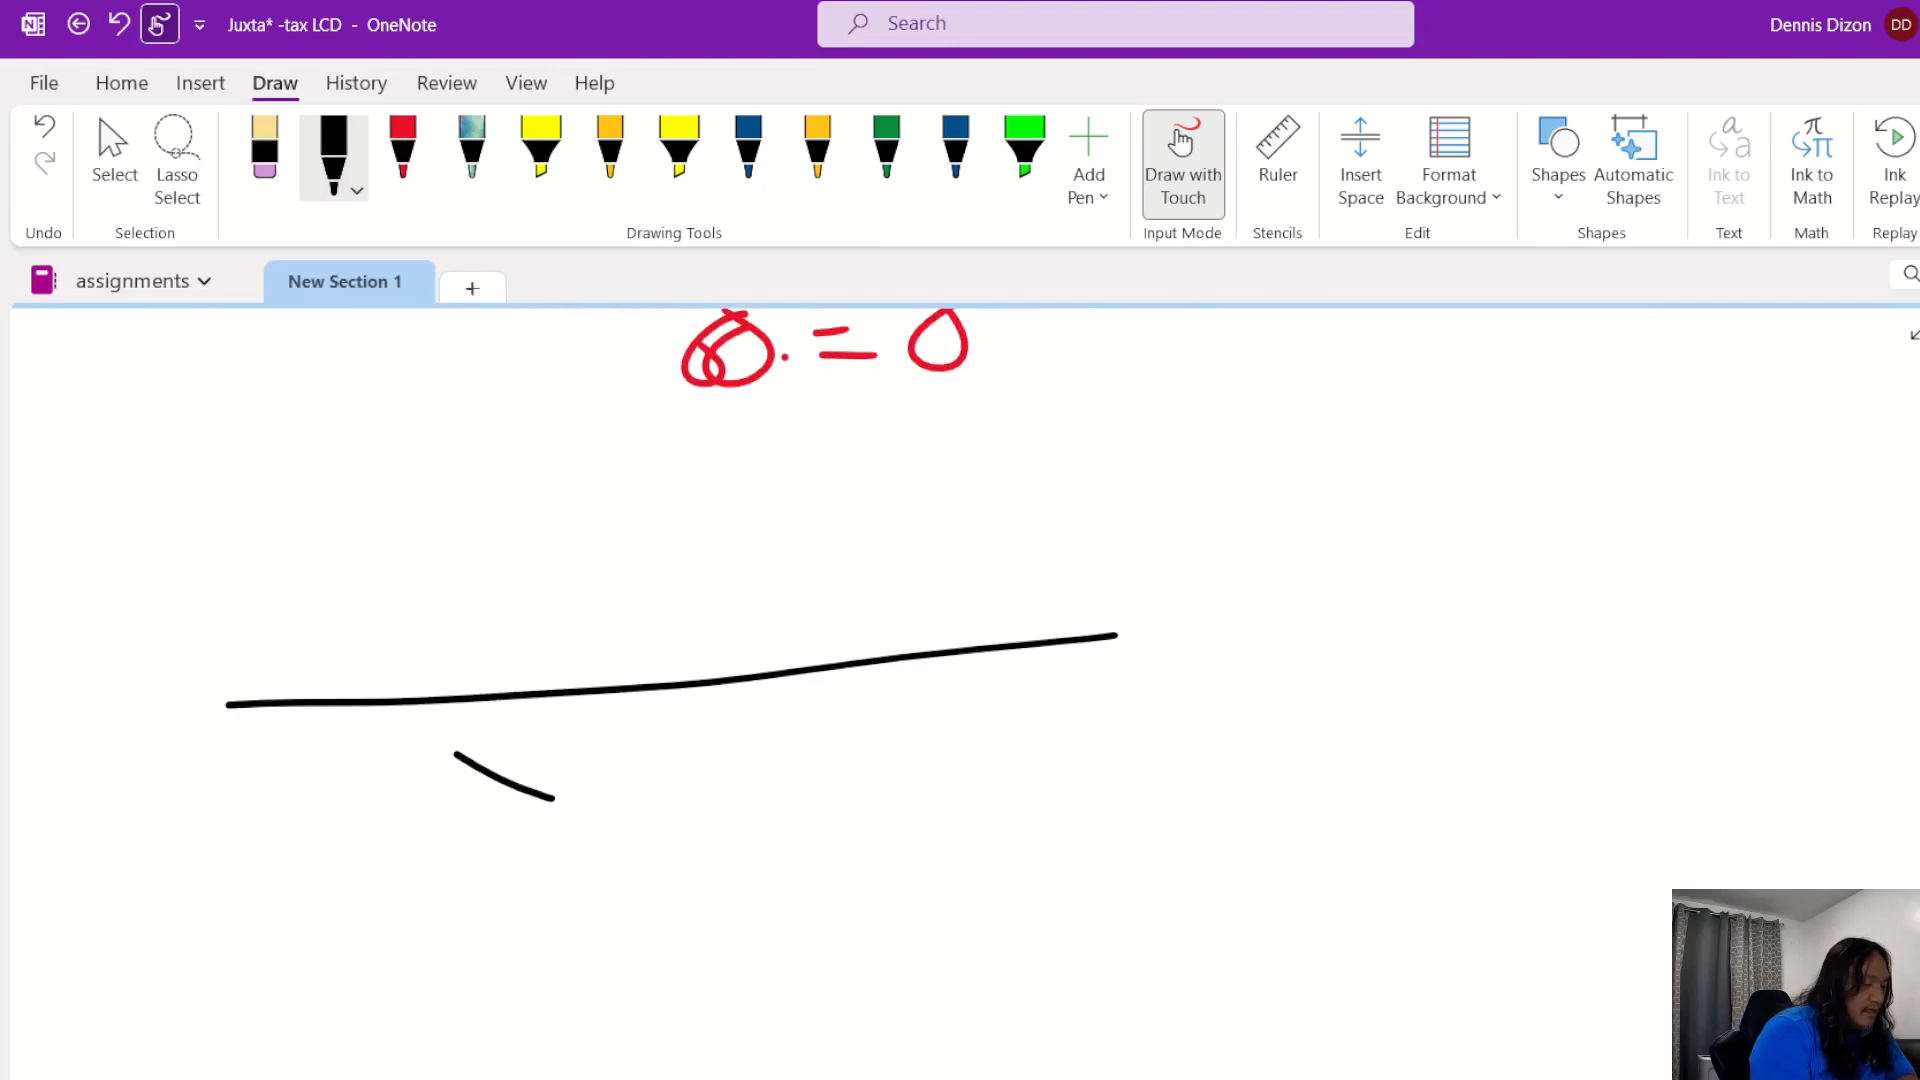 Juxta* -tax LCD - OneNote
Search
Dennis Dizon
DD
File
Home
Insert
Draw
History
Review
View
Help
Select
Lasso
Select
Add
Pen
Draw with
Touch
Ruler
Insert
Space
Format
Background
Shapes
Automatic
Shapes
Ink to
Text
Ink to
Math
Ink
Replay
Undo
Selection
Drawing Tools
Input Mode
Stencils
Edit
Shapes
Text
Math
Replay
assignments
New Section 1
= 0